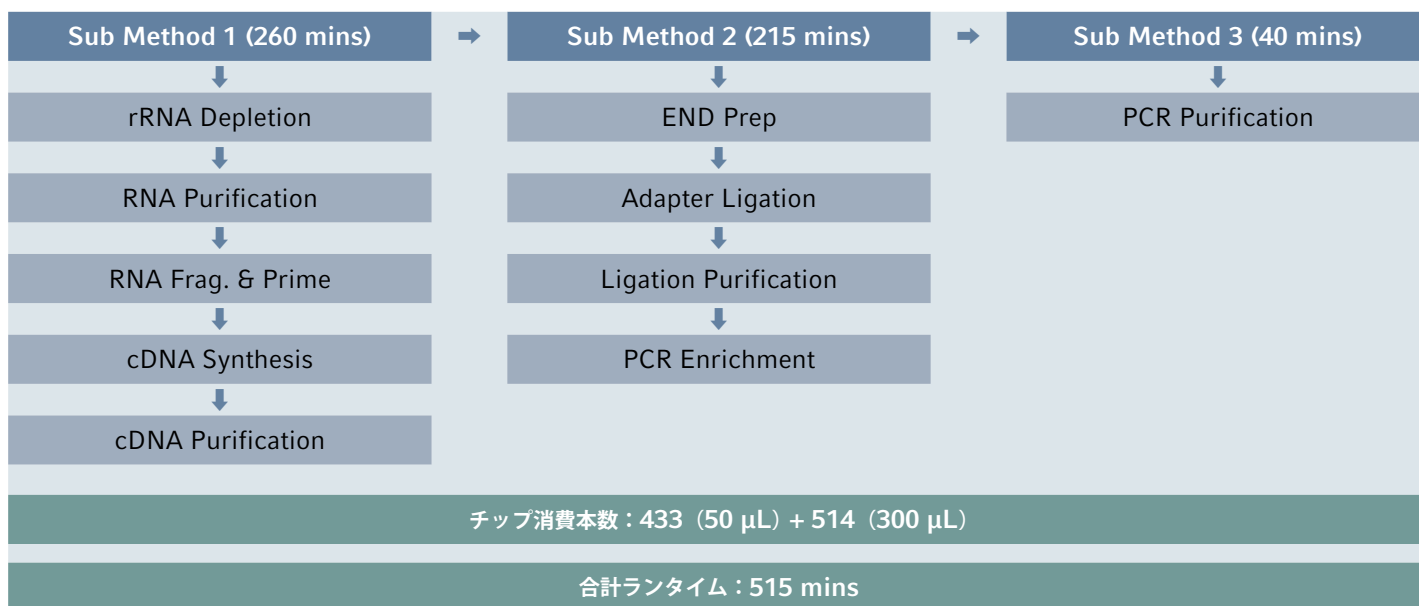 Sub Method 1 (260 mins)
rRNA Depletion
RNA Purification
RNA Frag. & Prime
cDNA Synthesis
cDNA Purification
Sub Method 2 (215 mins)
END Prep
Adapter Ligation
Ligation Purification
PCR Enrichment
Sub Method 3 (40 mins)
PCR Purification
チップ消費本数：433（50 μL）+ 514（300 μL）
合計ランタイム：515 mins